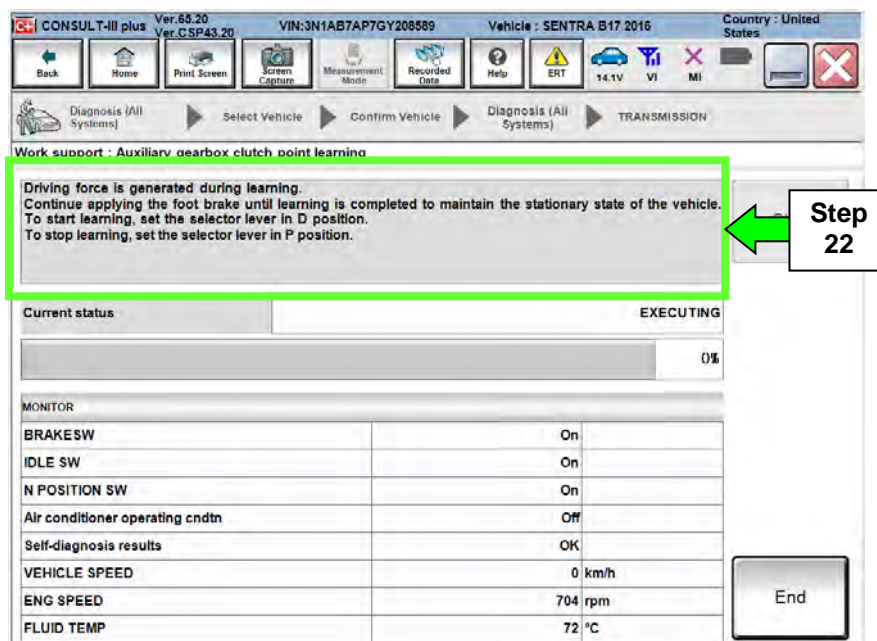 CONSULT-III plus Ver.65.20 VIN:3N1AB7AP7GY208589 Vehicle : SENTRA B17 2016 Country : United
Ver.CSP43.20 States
Back Home Print Screen Screen Capture Measurement Mode Recorded Data Help ERT 14.1V VI MI
Diagnosis (All Systems) Select Vehicle Confirm Vehicle Diagnosis (All Systems) TRANSMISSION
Work support : Auxiliary gearbox clutch point learning
Driving force is generated during learning.
Continue applying the foot brake until learning is completed to maintain the stationary state of the vehicle.
To start learning, set the selector lever in D position.
To stop learning, set the selector lever in P position.
Step
22
Current status EXECUTING
0%
MONITOR
BRAKESW On
IDLE SW On
N POSITION SW On
Air conditioner operating cndtn Off
Self-diagnosis results OK
VEHICLE SPEED 0 km/h
ENG SPEED 704 rpm
FLUID TEMP 72 °C
End